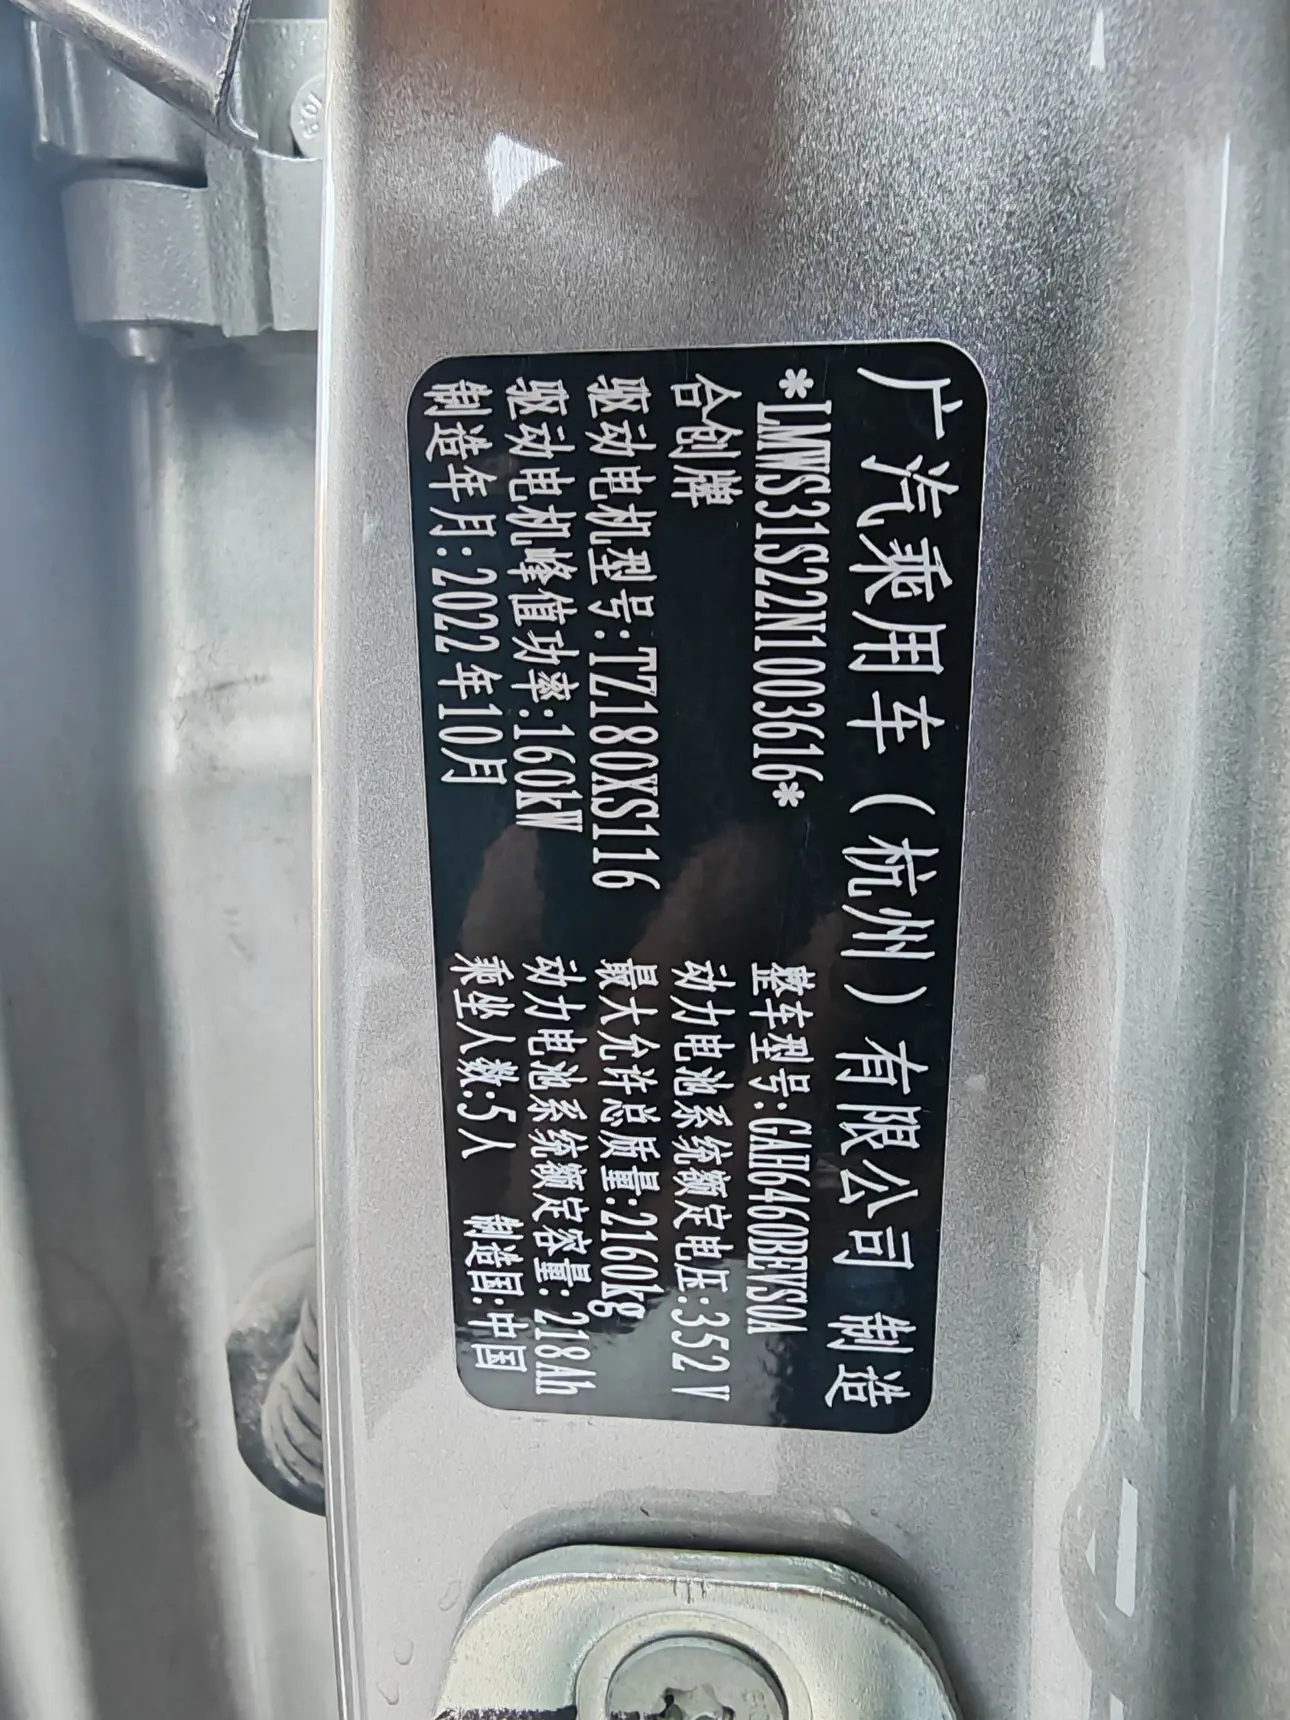 广汽乘用车（杭州）有限公司 制造
*LMWS31S22N1003616* 整车型号:GAH6460BEVS0A
合创牌 动力电池系统额定电压:352V
驱动电机型号:TZ180XS116 最大允许总质量:2160kg
驱动电机峰值功率:160kW 动力电池系统额定容量:218Ah
制造年月:2022年10月 乘坐人数:5人 制造国:中国
10.9